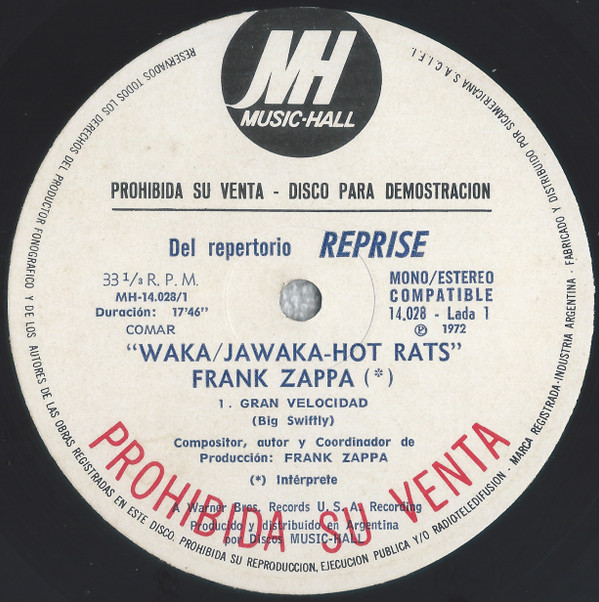 MH
MUSIC-HALL
PROHIBIDA SU VENTA - DISCO PARA DEMOSTRACION
Del repertorio REPRISE
33 1/3 R. P. M.
MH-14.028/1
Duración: 17'46"
COMAR
MONO/ESTEREO
COMPATIBLE
14.028 - Lada 1
℗ 1972
"WAKA/JAWAKA-HOT RATS"
FRANK ZAPPA (*)
1. GRAN VELOCIDAD
(Big Swiftly)
Compositor, autor y Coordinador de
Producción: FRANK ZAPPA
(*) Intérprete
A Warner Bros. Records U. S. A. Recording
Producido y distribuido en Argentina
por Discos MUSIC-HALL
PROHIBIDA SU VENTA
RESERVADOS TODOS LOS DERECHOS DEL PRODUCTOR FONOGRAFICO Y DE LOS AUTORES DE LAS OBRAS REGISTRADAS EN ESTE DISCO. PROHIBIDA SU REPRODUCCION, EJECUCION PUBLICA Y/O RADIOTELEDIFUSION - MARCA REGISTRADA-INDUSTRIA ARGENTINA - FABRICADO Y DISTRIBUIDO POR SICAMERICANA S.A.C.I.F.I.